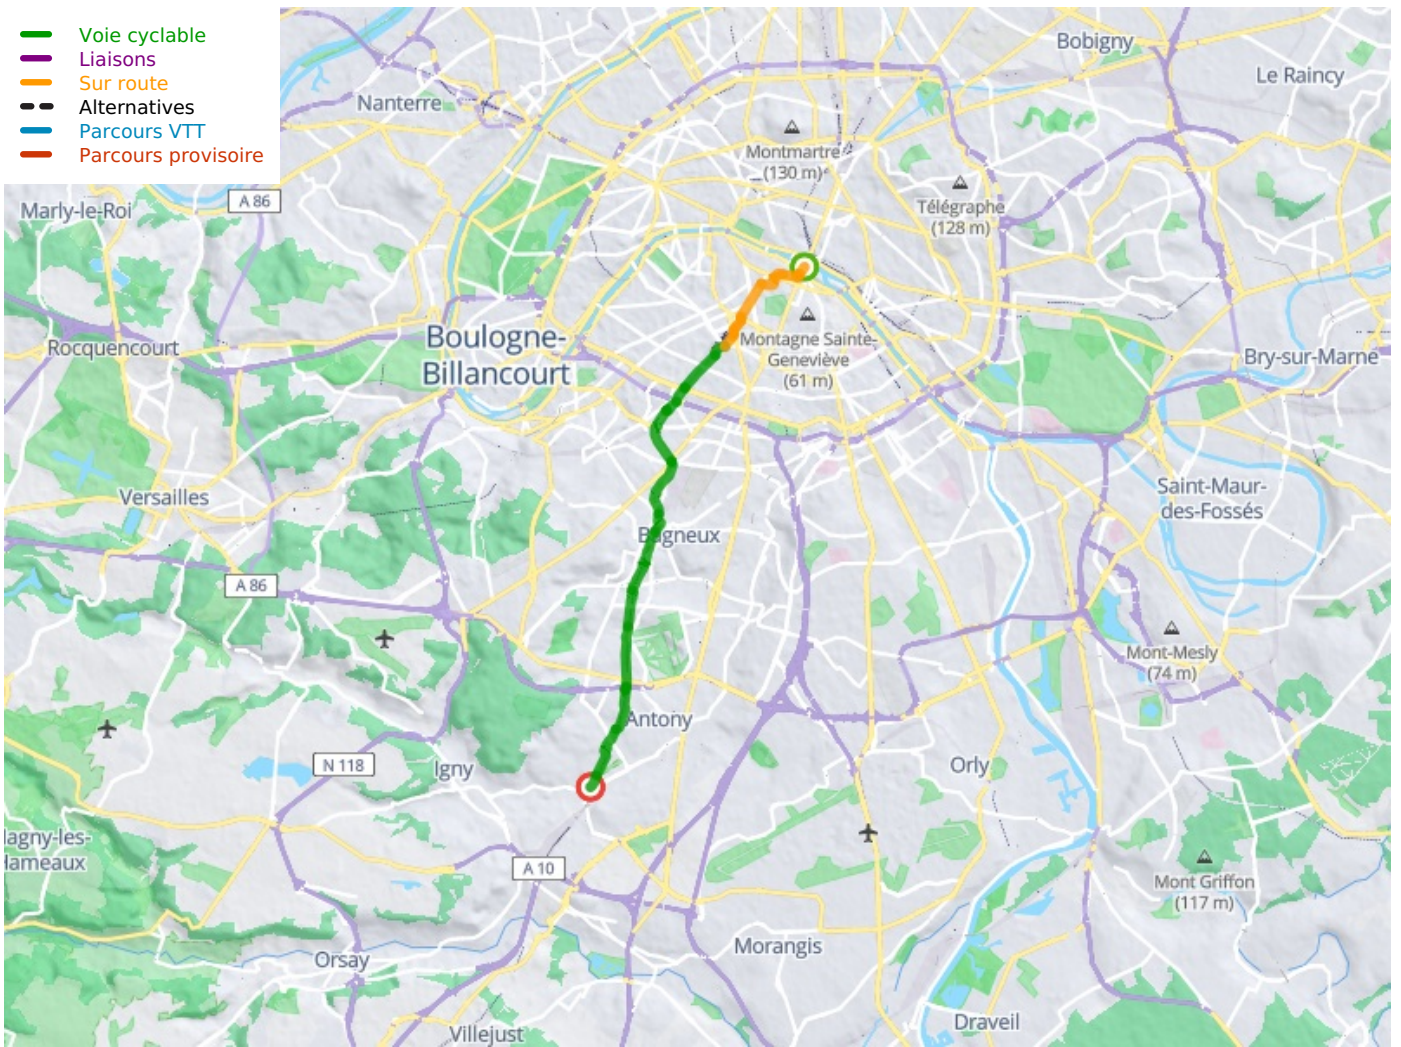 Voie cyclable
Liaisons
Sur route
Alternatives
Parcours VTT
Parcours provisoire
Bobigny
Le Raincy
Nanterre
Montmartre
(130 m)
Télégraphe
(128 m)
A 86
Marly-le-Roi
Boulogne-
Billancourt
Rocquencourt
Montagne Sainte-
Geneviève
(61 m)
Bry-sur-Marne
Versailles
Saint-Maur-
des-Fossés
Bagneux
A 86
Mont-Mesly
(74 m)
Antony
N 118
Igny
Orly
lagny-les-
Hameaux
A 10
Mont Griffon
(117 m)
Morangis
Orsay
Draveil
Villejust